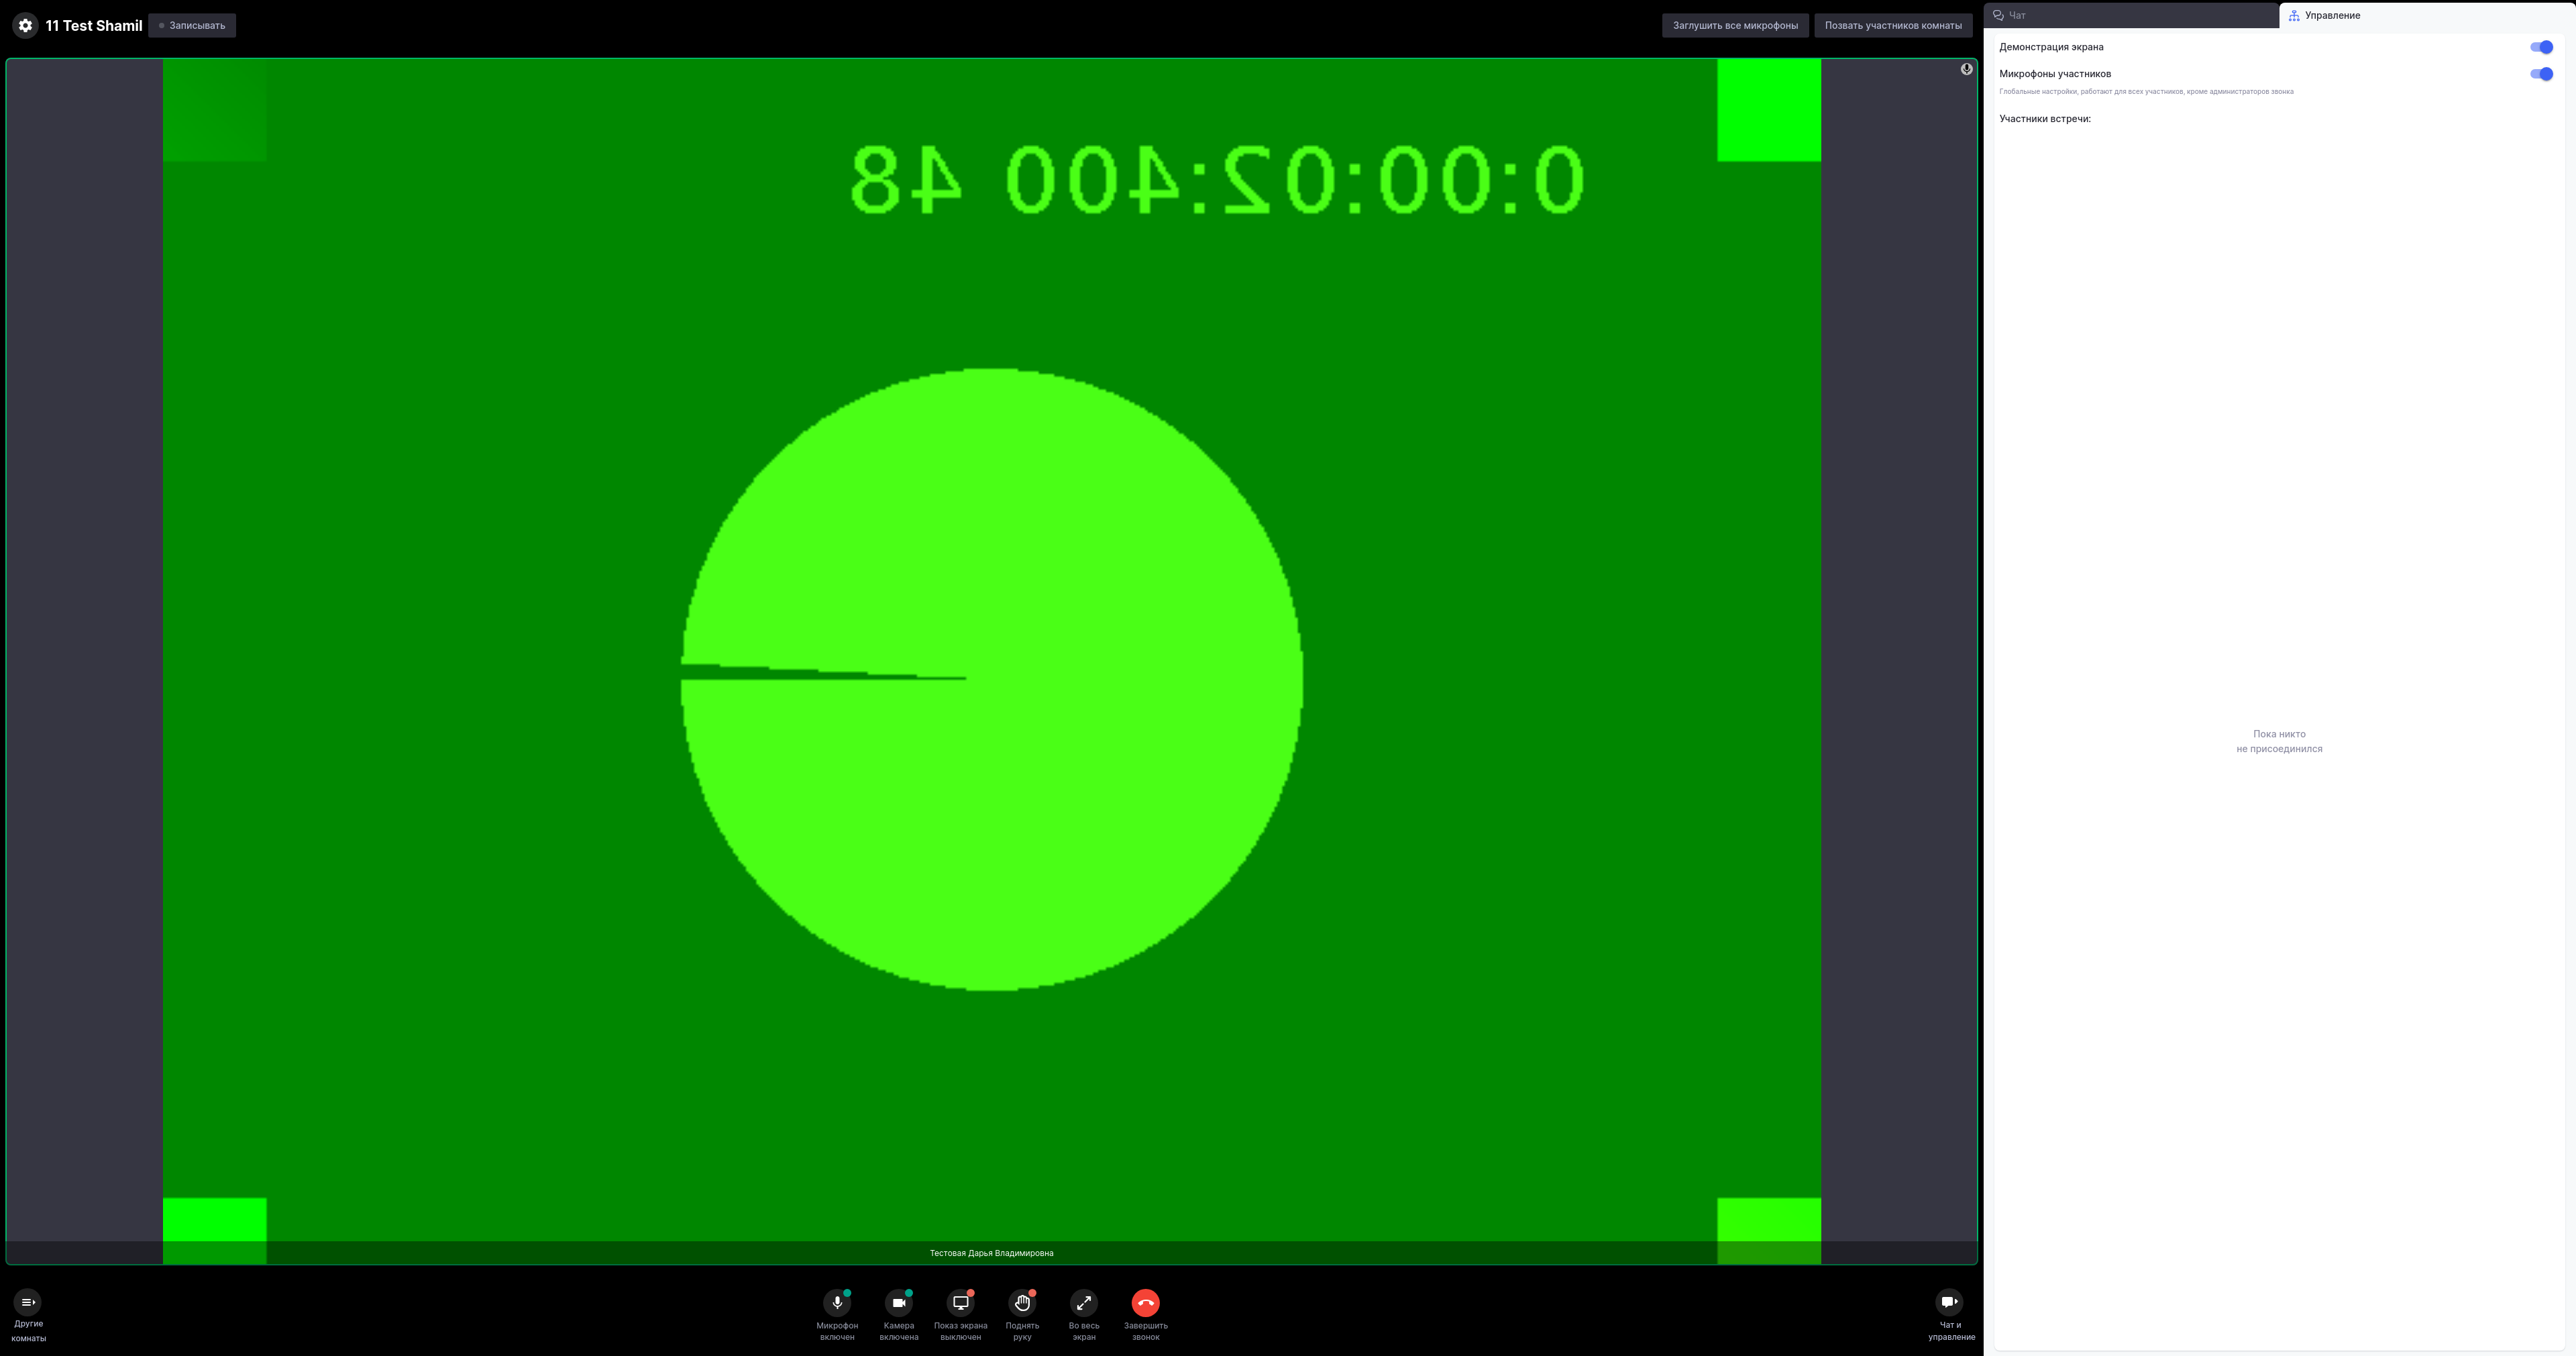 11 Test Shamil
Записывать
Заглушить все микрофоны
Позвать участников комнаты
0:00:02:400 48
Тестовая Дарья Владимировна
Другие
комнаты
Микрофон
включен
Камера
включена
Показ экрана
выключен
Поднять
руку
Во весь
экран
Завершить
звонок
Чат и
управление
Чат
Управление
Демонстрация экрана
Микрофоны участников
Глобальные настройки, работают для всех участников, кроме администраторов звонка
Участники встречи:
Пока никто
не присоединился